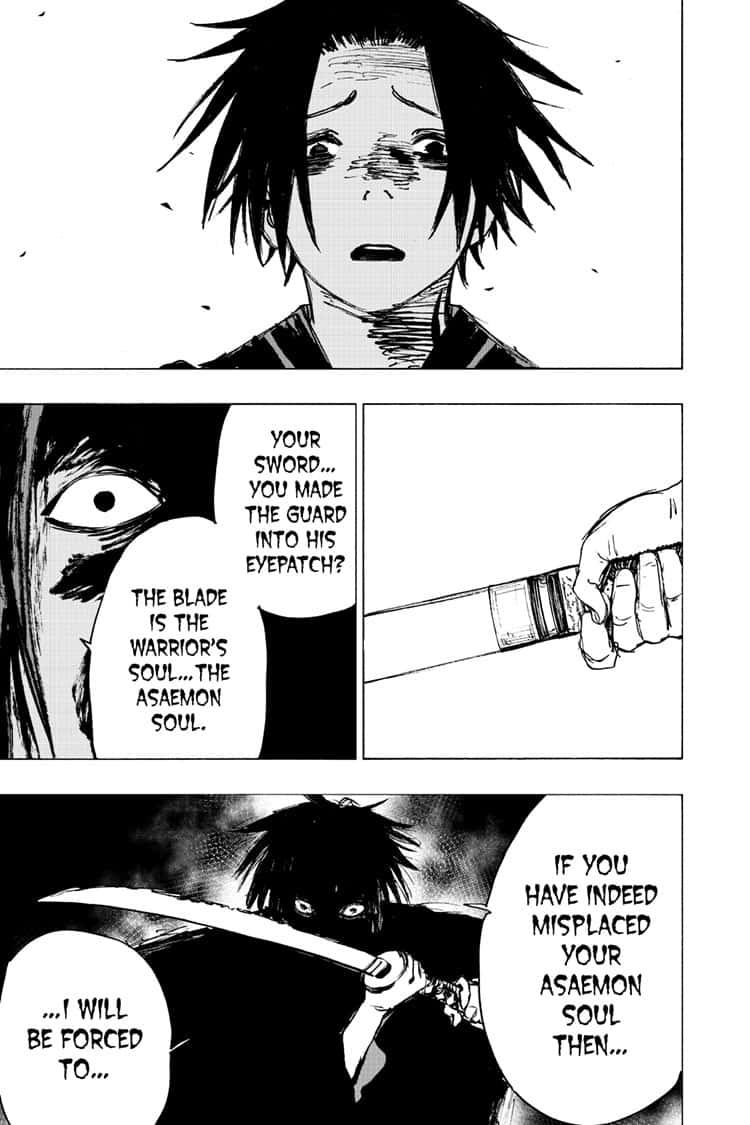 YOUR
SWORD...
YOU MADE
THE GUARD
INTO HIS
EYEPATCH?
THE BLADE
IS THE
WARRIOR'S
SOUL...THE
ASAEMON
SOUL.
IF YOU
HAVE INDEED
MISPLACED
YOUR
ASAEMON
SOUL
THEN...
...I WILL
BE FORCED
TO...